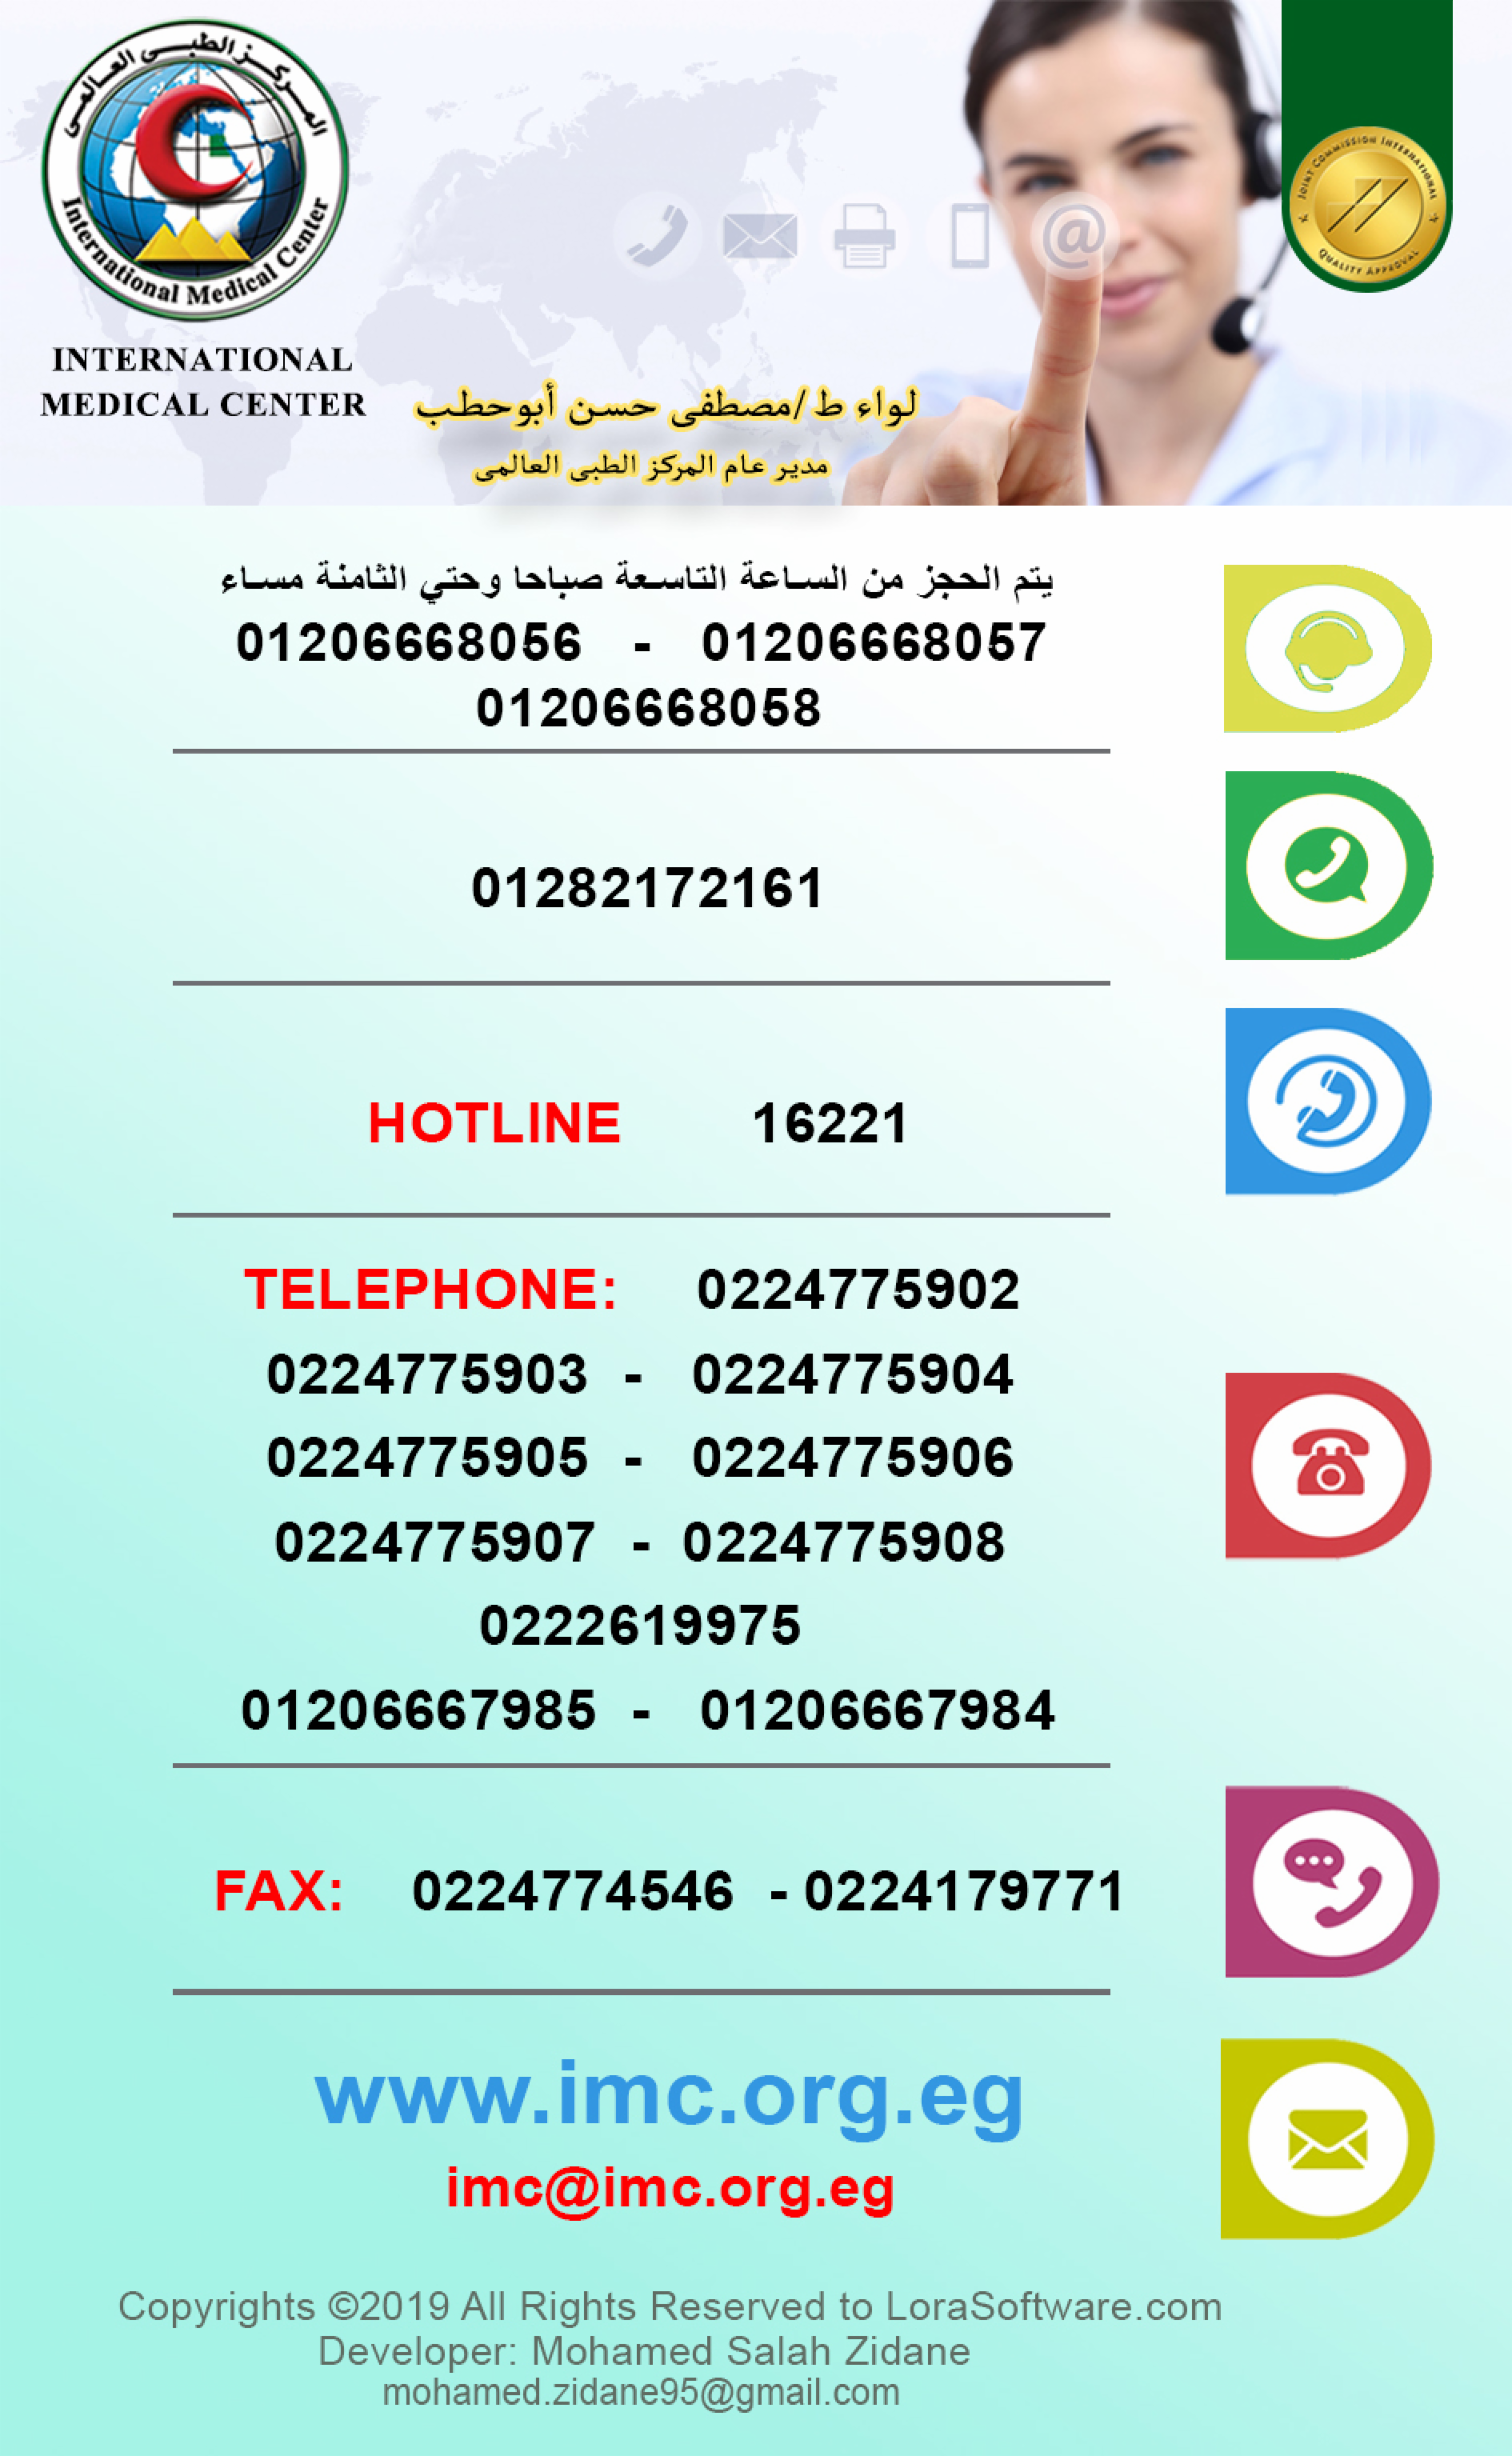 المركز الطبى العالمى
International Medical Center
INTERNATIONAL
MEDICAL CENTER
JOINT COMMISSION INTERNATIONAL
QUALITY APPROVAL
@
لواء ط/مصطفى حسن أبوحطب
مدير عام المركز الطبى العالمى
يتم الحجز من الساعة التاسعة صباحا وحتي الثامنة مساء
01206668056 - 01206668057
01206668058
01282172161
HOTLINE 16221
TELEPHONE: 0224775902
0224775903 - 0224775904
0224775905 - 0224775906
0224775907 - 0224775908
0222619975
01206667985 - 01206667984
FAX: 0224774546 - 0224179771
www.imc.org.eg
imc@imc.org.eg
Copyrights ©2019 All Rights Reserved to LoraSoftware.com
Developer: Mohamed Salah Zidane
mohamed.zidane95@gmail.com